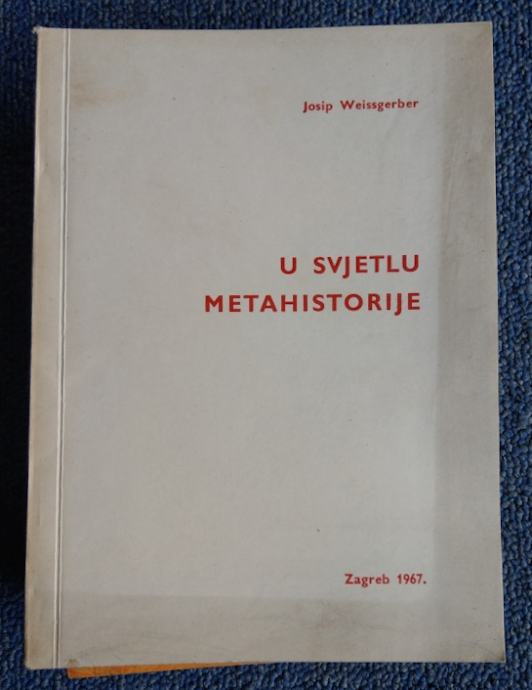 Josip Weissgerber
U SVJETLU
METAHISTORIJE
Zagreb 1967.